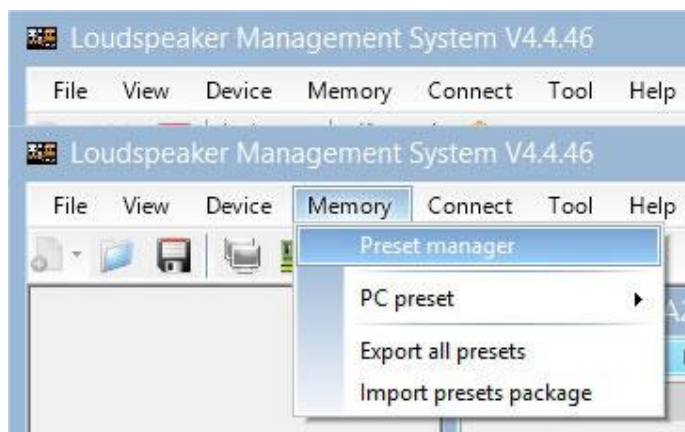 Loudspeaker Management System V4.4.46
File View Device Memory Connect Tool Help
Loudspeaker Management System V4.4.46
File View Device Memory Connect Tool Help
Preset manager
PC preset
Export all presets
Import presets package